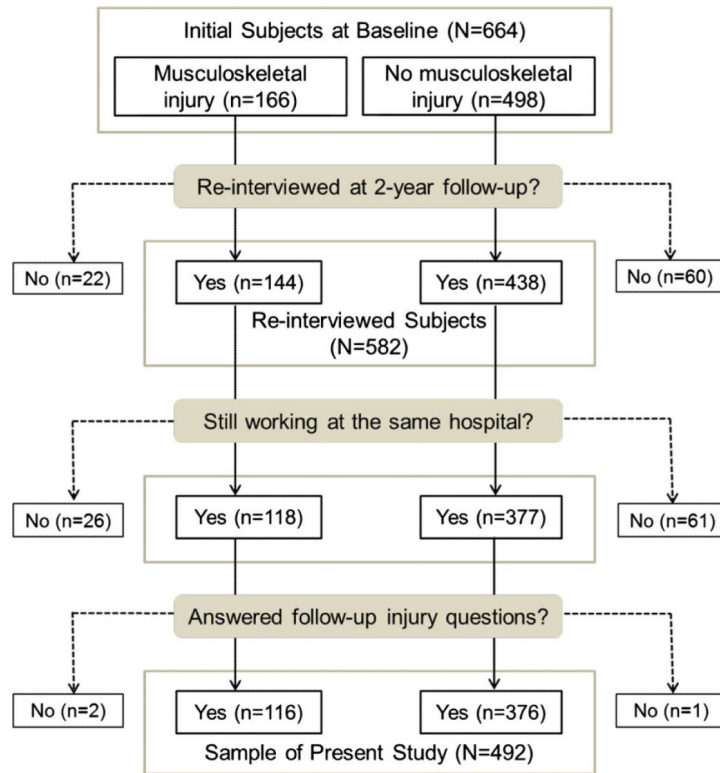 Initial Subjects at Baseline (N=664)
Musculoskeletal
injury (n=166)
No musculoskeletal
injury (n=498)
Re-interviewed at 2-year follow-up?
No (n=22)
Yes (n=144)
Yes (n=438)
No (n=60)
Re-interviewed Subjects
(N=582)
Still working at the same hospital?
No (n=26)
Yes (n=118)
Yes (n=377)
No (n=61)
Answered follow-up injury questions?
No (n=2)
Yes (n=116)
Yes (n=376)
No (n=1)
Sample of Present Study (N=492)